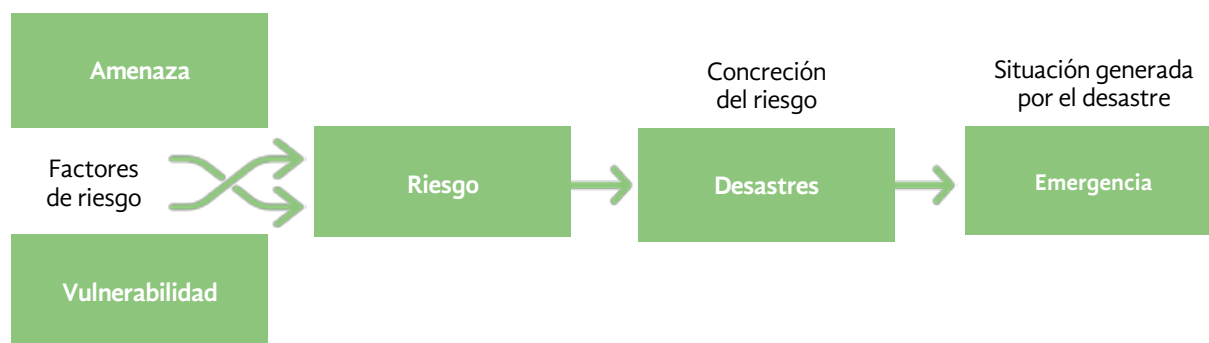 Amenaza
Factores
de riesgo
Vulnerabilidad
Riesgo
Concreción
del riesgo
Desastres
Situación generada
por el desastre
Emergencia